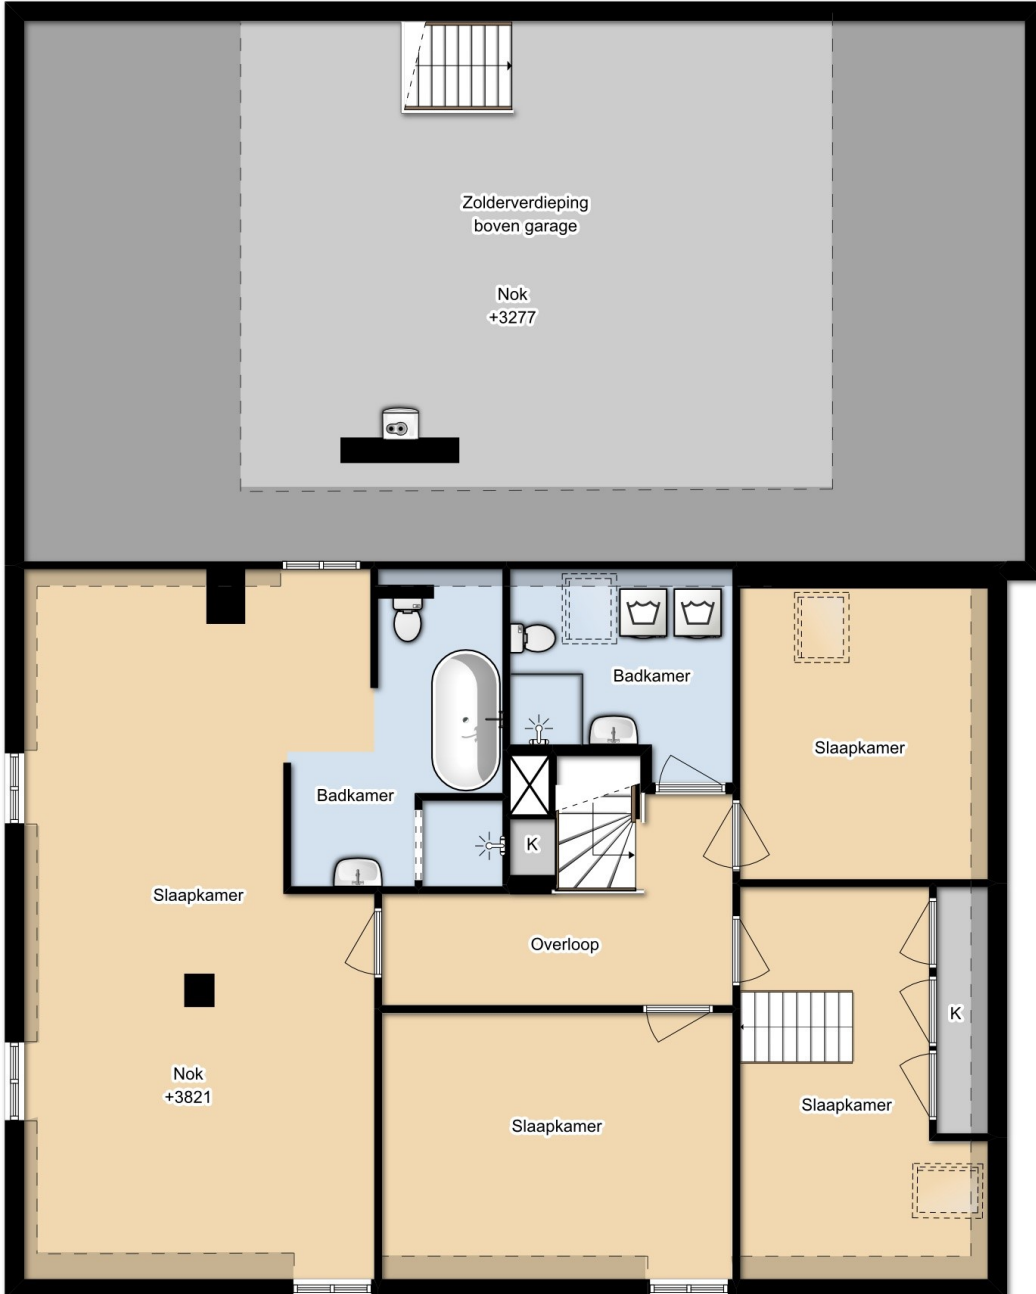 Zolderverdieping
boven garage
Nok
+3277
Badkamer
Slaapkamer
Badkamer
K
Slaapkamer
Overloop
K
Nok
+3821
Slaapkamer
Slaapkamer